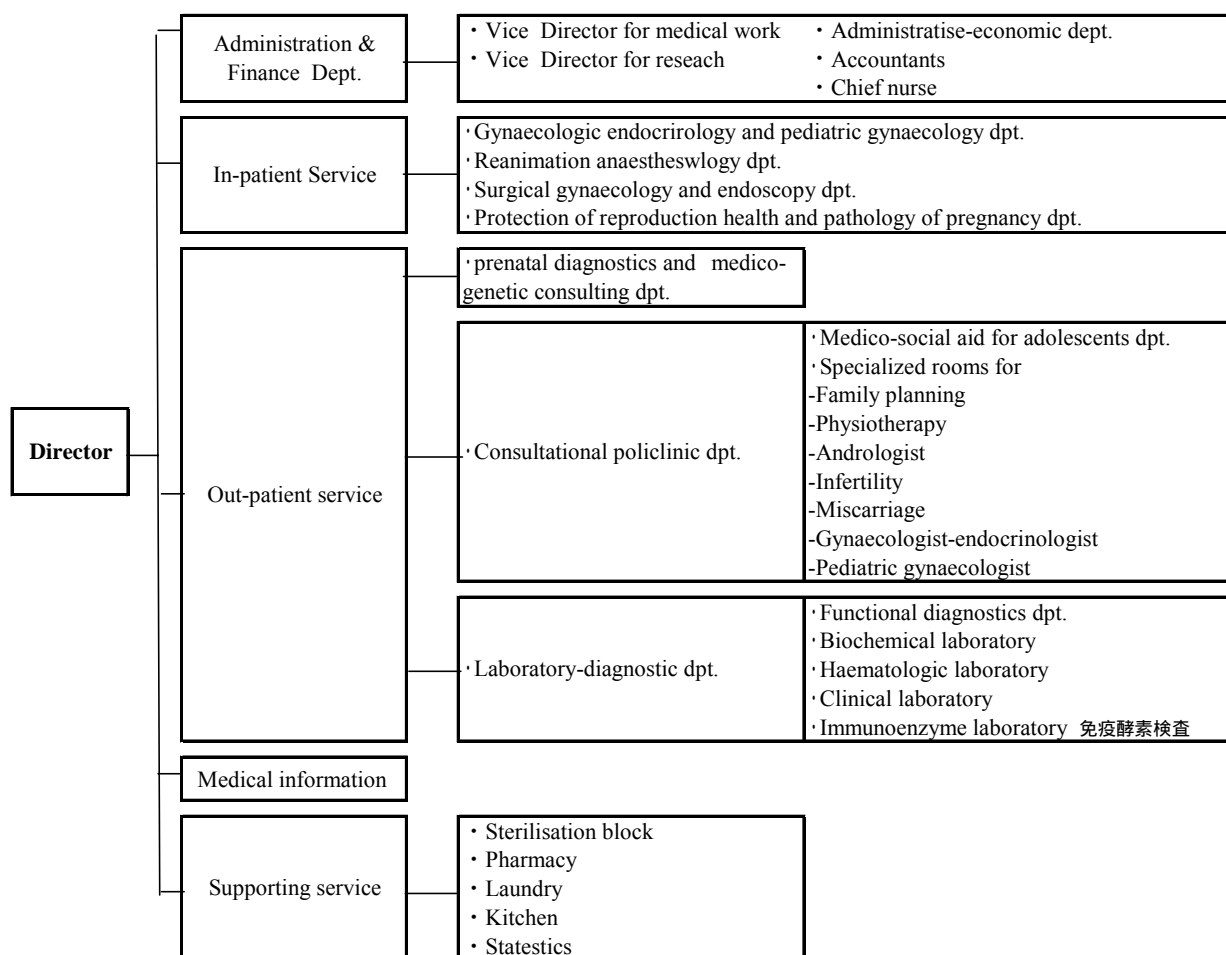 Director
Administration &
Finance Dept.
・Vice Director for medical work
・Vice Director for reseach
・Administratise-economic dept.
・Accountants
・Chief nurse
In-patient Service
·Gynaecologic endocrirology and pediatric gynaecology dpt.
·Reanimation anaestheswlogy dpt.
·Surgical gynaecology and endoscopy dpt.
·Protection of reproduction health and pathology of pregnancy dpt.
Out-patient service
·prenatal diagnostics and medico-
genetic consulting dpt.
·Consultational policlinic dpt.
·Medico-social aid for adolescents dpt.
·Specialized rooms for
-Family planning
-Physiotherapy
-Andrologist
-Infertility
-Miscarriage
-Gynaecologist-endocrinologist
-Pediatric gynaecologist
·Laboratory-diagnostic dpt.
·Functional diagnostics dpt.
·Biochemical laboratory
·Haematologic laboratory
·Clinical laboratory
·Immunoenzyme laboratory 免疫酵素検査
Medical information
Supporting service
・Sterilisation block
・Pharmacy
・Laundry
・Kitchen
・Statestics